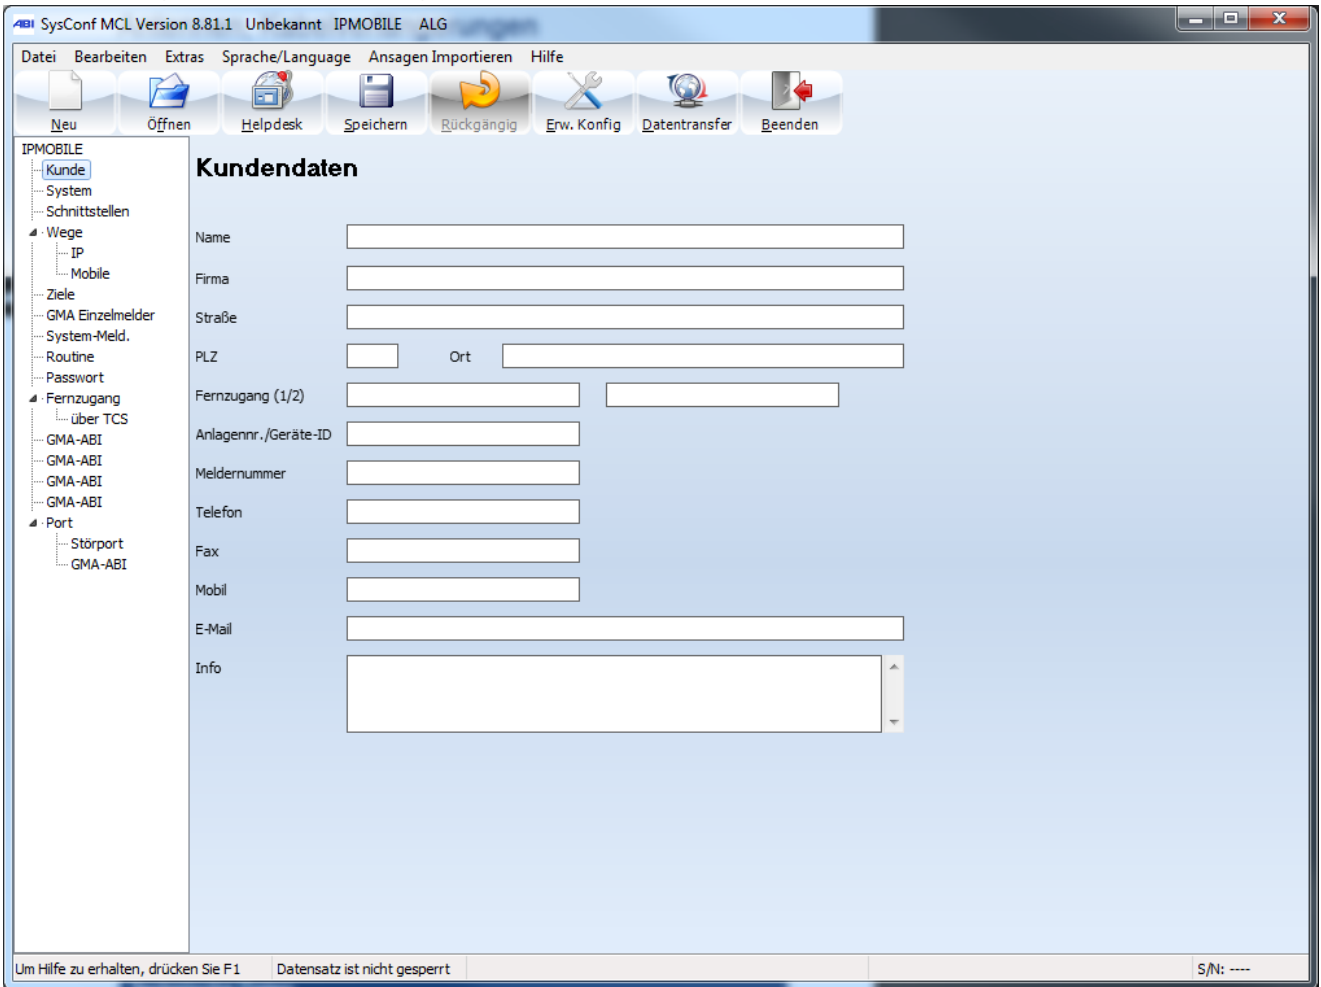 ABI SysConf MCL Version 8.81.1 Unbekannt IPMOBILE ALG
Datei Bearbeiten Extras Sprache/Language Ansagen Importieren Hilfe
Neu Öffnen Helpdesk Speichern Rückgängig Erw. Konfig Datentransfer Beenden
IPMOBILE
Kunde
System
Schnittstellen
Wege
IP
Mobile
Ziele
GMA Einzelmelder
System-Meld.
Routine
Passwort
Fernzugang
über TCS
GMA-ABI
GMA-ABI
GMA-ABI
GMA-ABI
Port
Störport
GMA-ABI
Kundendaten
Name
Firma
Straße
PLZ Ort
Fernzugang (1/2)
Anlagennr./Geräte-ID
Meldernummer
Telefon
Fax
Mobil
E-Mail
Info
Um Hilfe zu erhalten, drücken Sie F1 Datensatz ist nicht gesperrt S/N: ----